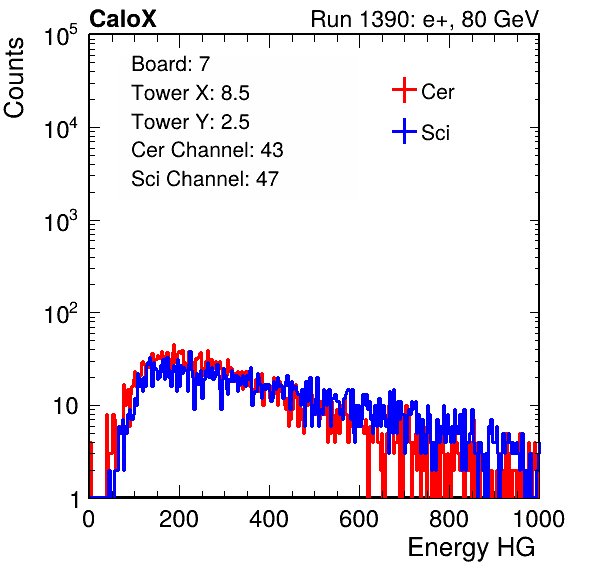 CaloX Run 1390: e+, 80 GeV
Counts
10^5
10^4
10^3
10^2
10
1
Board: 7
Tower X: 8.5
Tower Y: 2.5
Cer Channel: 43
Sci Channel: 47
Cer
Sci
0 200 400 600 800 1000
Energy HG